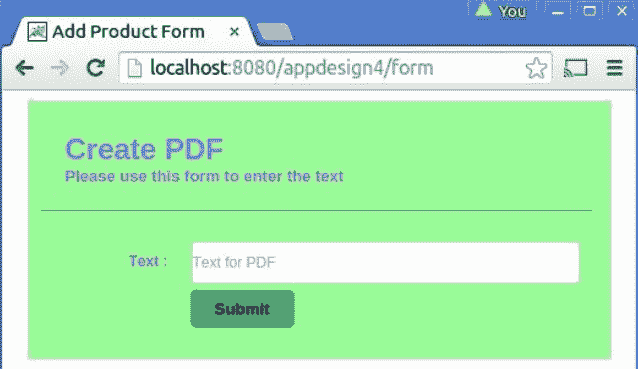 You
Add Product Form
localhost:8080/appdesign4/form
Create PDF
Please use this form to enter the text
Text :
Text for PDF
Submit